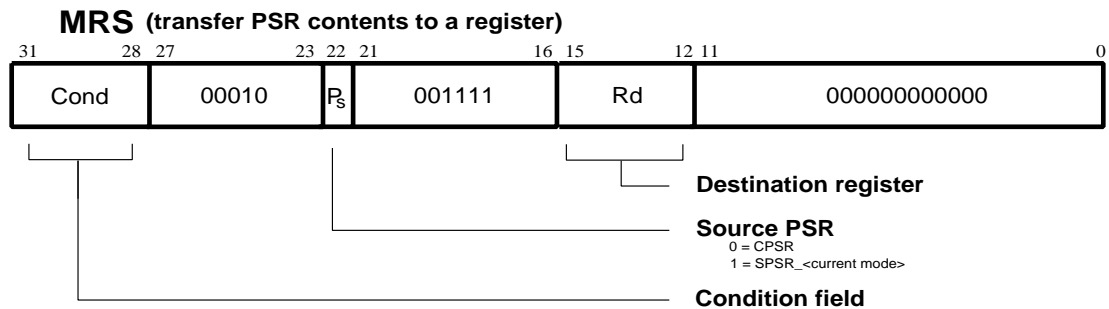 MRS (transfer PSR contents to a register)
31 28 27 23 22 21 16 15 12 11 0
Cond 00010 Ps 001111 Rd 000000000000
Destination register
Source PSR
0 = CPSR
1 = SPSR_<current mode>
Condition field